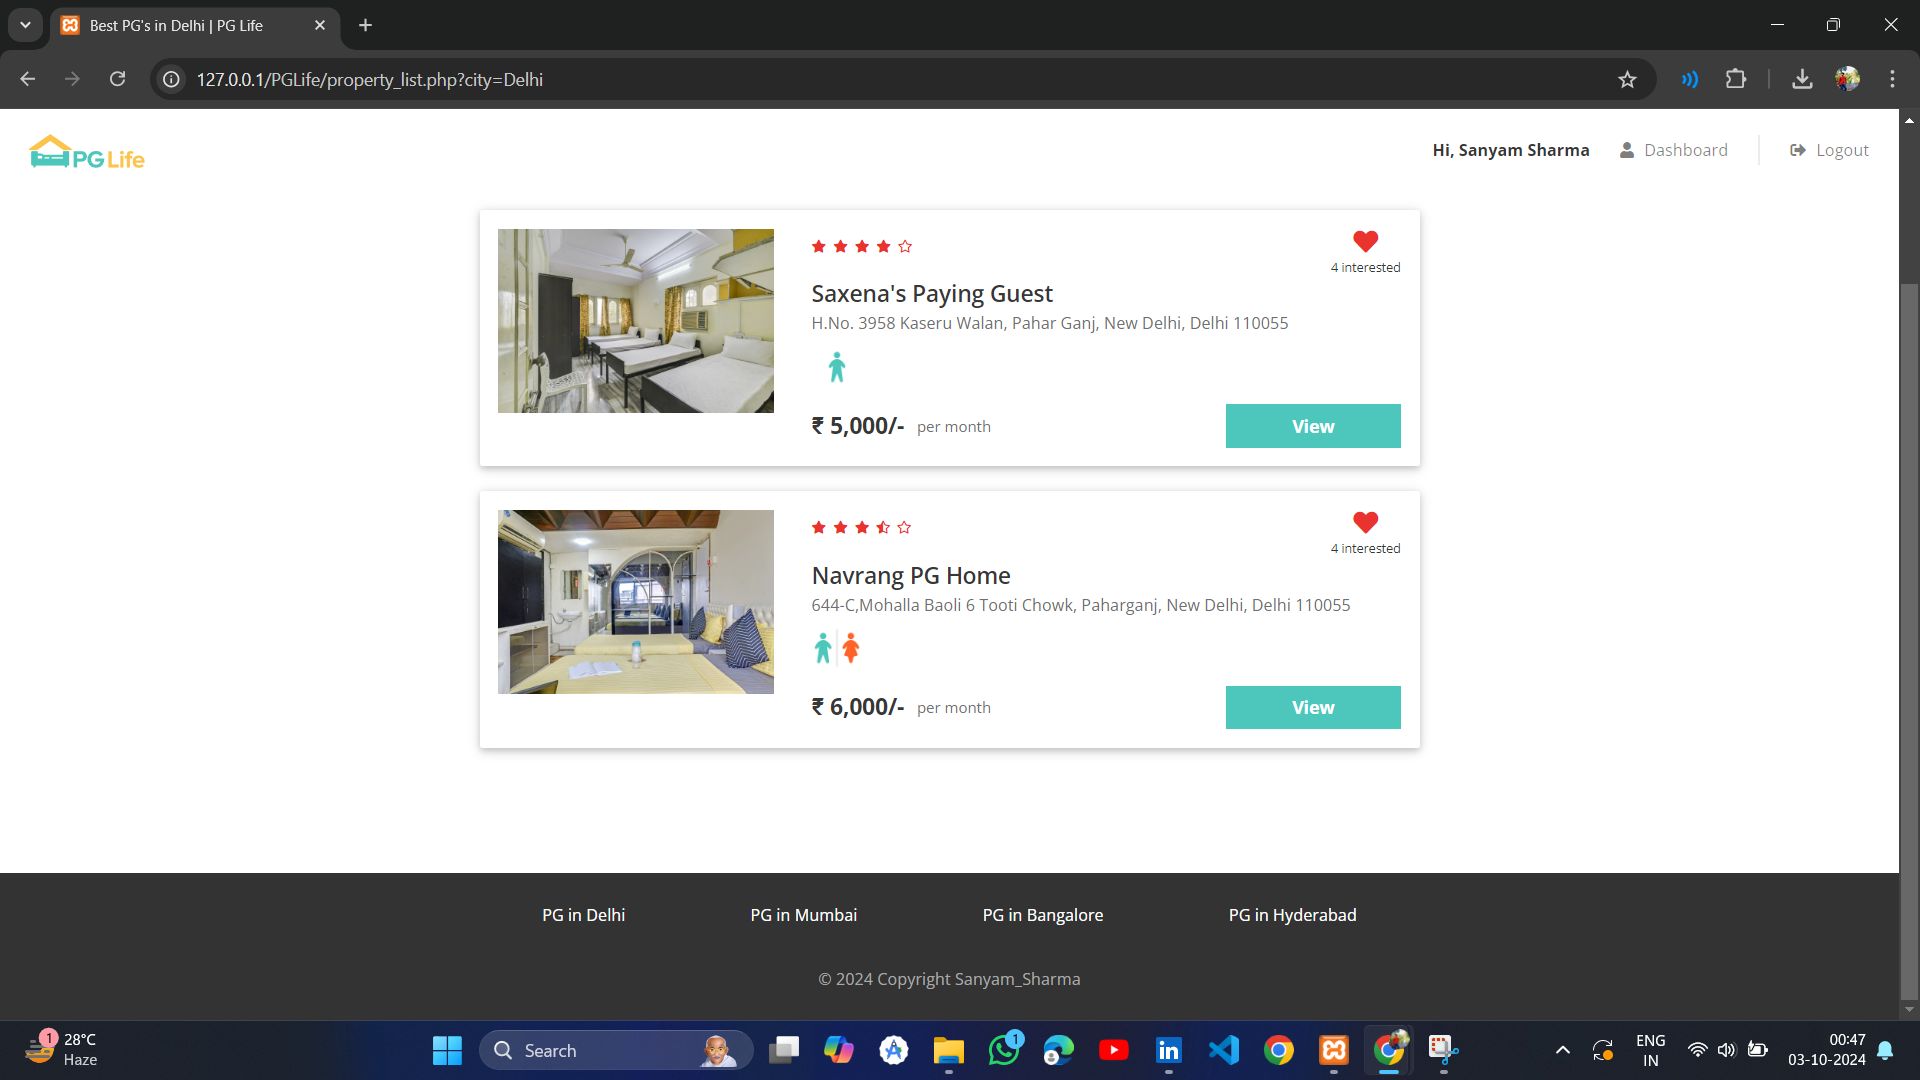 Best PG's in Delhi | PG Life
127.0.0.1/PGLife/property_list.php?city=Delhi
PG Life
Hi, Sanyam Sharma
Dashboard
Logout
4 interested
Saxena's Paying Guest
H.No. 3958 Kaseru Walan, Pahar Ganj, New Delhi, Delhi 110055
₹ 5,000/- per month
View
4 interested
Navrang PG Home
644-C,Mohalla Baoli 6 Tooti Chowk, Paharganj, New Delhi, Delhi 110055
₹ 6,000/- per month
View
PG in Delhi
PG in Mumbai
PG in Bangalore
PG in Hyderabad
© 2024 Copyright Sanyam_Sharma
1
28°C
Haze
Search
1
in
ENG
IN
00:47
03-10-2024